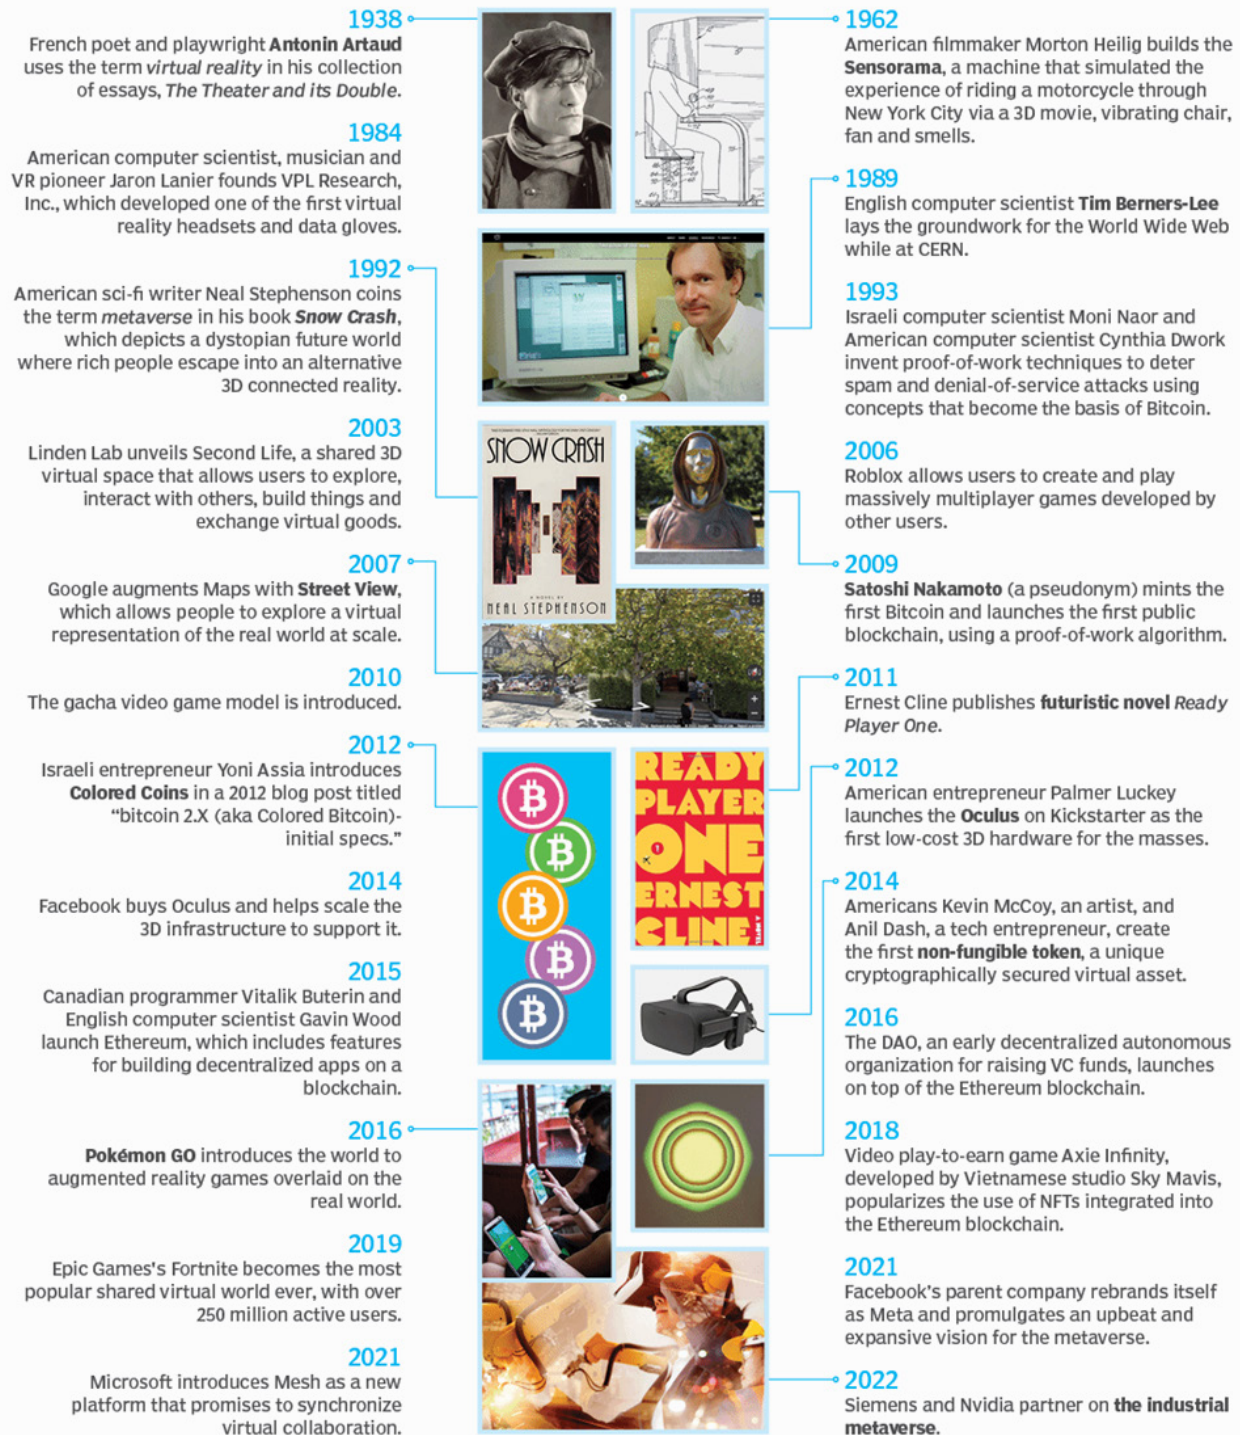 1938
French poet and playwright Antonin Artaud
uses the term virtual reality in his collection
of essays, The Theater and its Double.
1962
American filmmaker Morton Heilig builds the
Sensorama, a machine that simulated the
experience of riding a motorcycle through
New York City via a 3D movie, vibrating chair,
fan and smells.
1984
American computer scientist, musician and
VR pioneer Jaron Lanier founds VPL Research,
Inc., which developed one of the first virtual
reality headsets and data gloves.
1989
English computer scientist Tim Berners-Lee
lays the groundwork for the World Wide Web
while at CERN.
1992
American sci-fi writer Neal Stephenson coins
the term metaverse in his book Snow Crash,
which depicts a dystopian future world
where rich people escape into an alternative
3D connected reality.
1993
Israeli computer scientist Moni Naor and
American computer scientist Cynthia Dwork
invent proof-of-work techniques to deter
spam and denial-of-service attacks using
concepts that become the basis of Bitcoin.
2003
Linden Lab unveils Second Life, a shared 3D
virtual space that allows users to explore,
interact with others, build things and
exchange virtual goods.
SNOW CRASH
A NOVEL BY
NEAL STEPHENSON
2006
Roblox allows users to create and play
massively multiplayer games developed by
other users.
2007
Google augments Maps with Street View,
which allows people to explore a virtual
representation of the real world at scale.
2009
Satoshi Nakamoto (a pseudonym) mints the
first Bitcoin and launches the first public
blockchain, using a proof-of-work algorithm.
2010
The gacha video game model is introduced.
2011
Ernest Cline publishes futuristic novel Ready
Player One.
2012
Israeli entrepreneur Yoni Assia introduces
Colored Coins in a 2012 blog post titled
“bitcoin 2.X (aka Colored Bitcoin)-
initial specs.”
READY
PLAYER
ONE
ERNEST
CLINE
2012
American entrepreneur Palmer Luckey
launches the Oculus on Kickstarter as the
first low-cost 3D hardware for the masses.
2014
Facebook buys Oculus and helps scale the
3D infrastructure to support it.
2014
Americans Kevin McCoy, an artist, and
Anil Dash, a tech entrepreneur, create
the first non-fungible token, a unique
cryptographically secured virtual asset.
2015
Canadian programmer Vitalik Buterin and
English computer scientist Gavin Wood
launch Ethereum, which includes features
for building decentralized apps on a
blockchain.
2016
The DAO, an early decentralized autonomous
organization for raising VC funds, launches
on top of the Ethereum blockchain.
2016
Pokémon GO introduces the world to
augmented reality games overlaid on the
real world.
2018
Video play-to-earn game Axie Infinity,
developed by Vietnamese studio Sky Mavis,
popularizes the use of NFTs integrated into
the Ethereum blockchain.
2019
Epic Games's Fortnite becomes the most
popular shared virtual world ever, with over
250 million active users.
2021
Facebook's parent company rebrands itself
as Meta and promulgates an upbeat and
expansive vision for the metaverse.
2021
Microsoft introduces Mesh as a new
platform that promises to synchronize
virtual collaboration.
2022
Siemens and Nvidia partner on the industrial
metaverse.